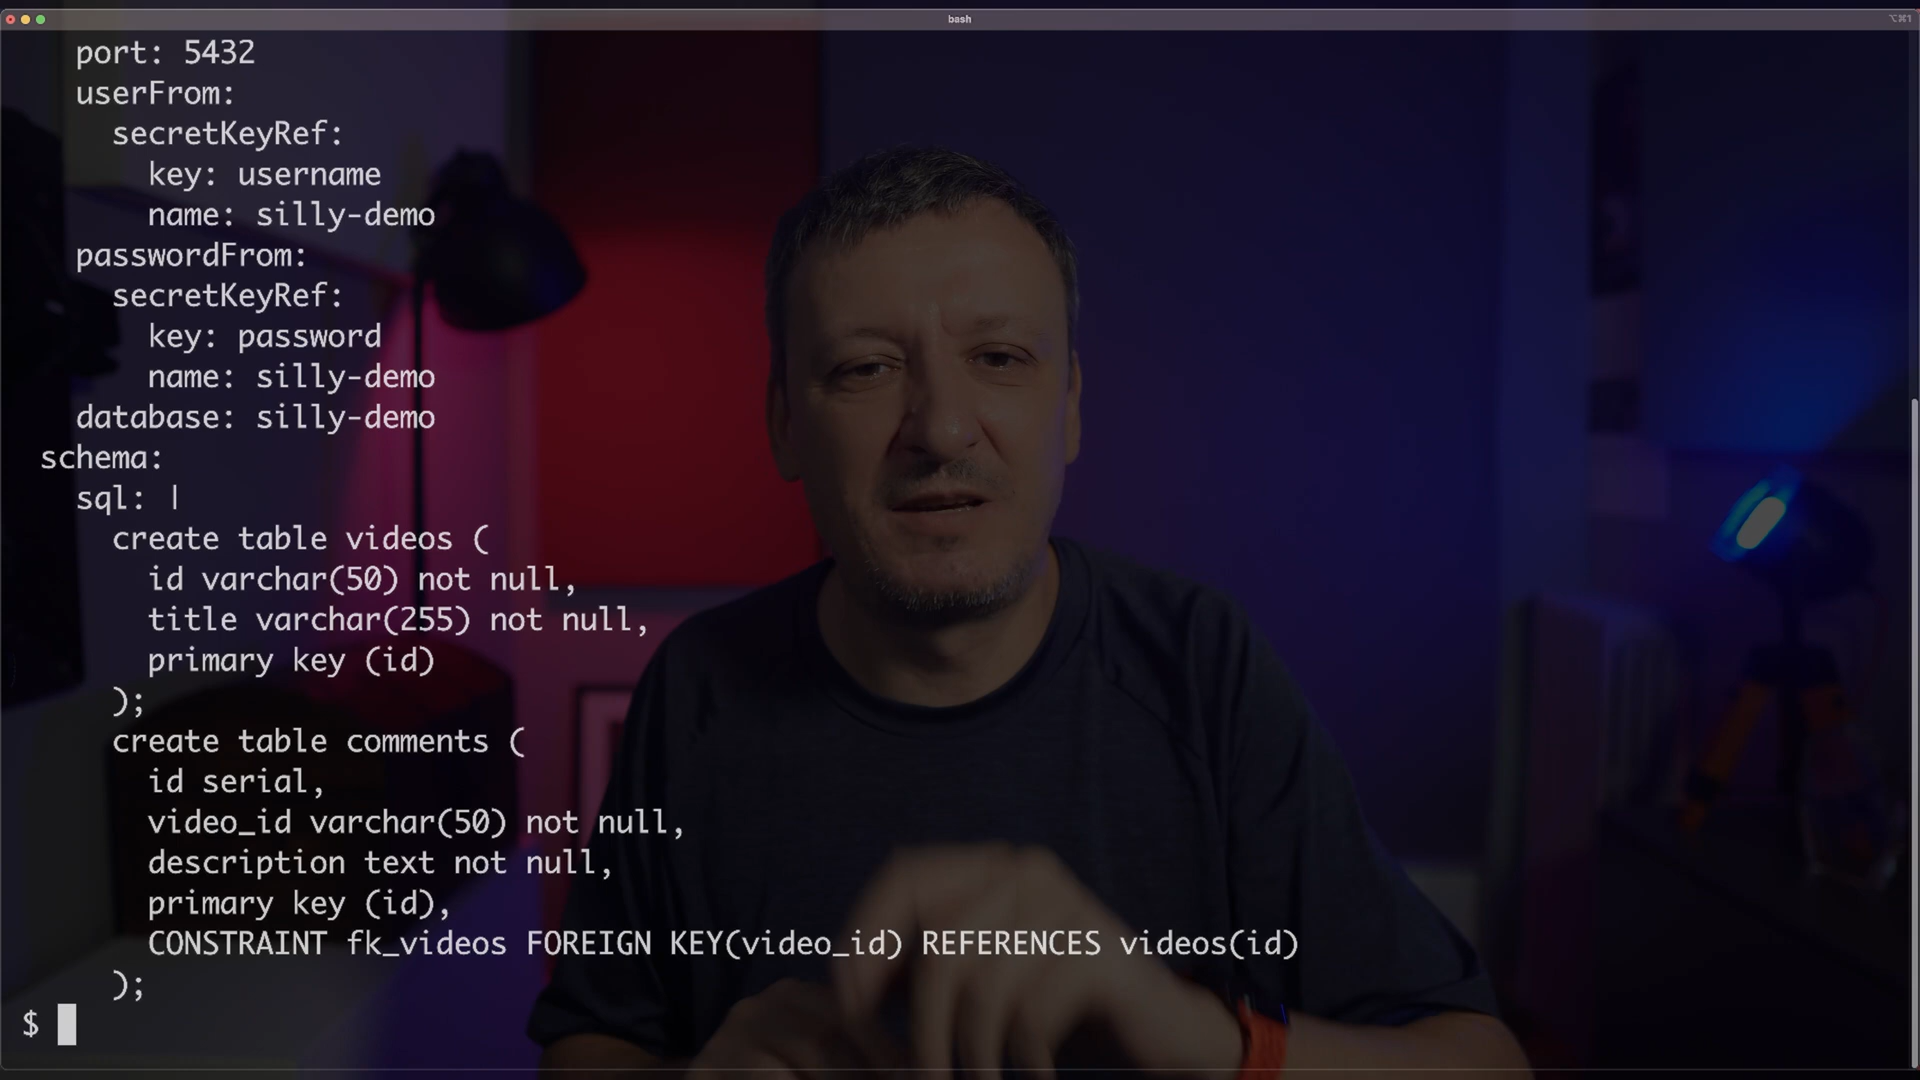 bash
⌥⌘1
port: 5432
userFrom:
secretKeyRef:
key: username
name: silly-demo
passwordFrom:
secretKeyRef:
key: password
name: silly-demo
database: silly-demo
schema:
sql: |
create table videos (
id varchar(50) not null,
title varchar(255) not null,
primary key (id)
);
create table comments (
id serial,
video_id varchar(50) not null,
description text not null,
primary key (id),
CONSTRAINT fk_videos FOREIGN KEY(video_id) REFERENCES videos(id)
);
$